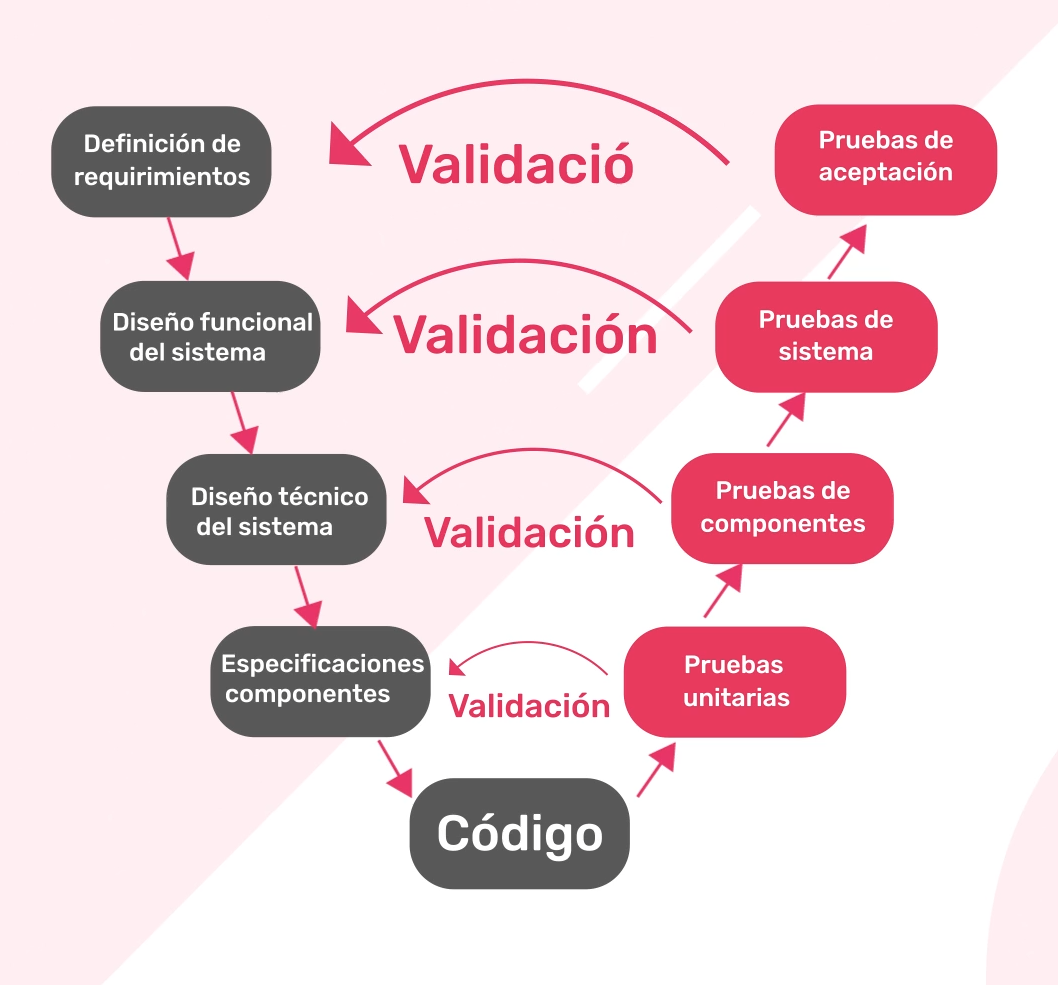 Definición de
requirimientos
Validació
Pruebas de
aceptación
Diseño funcional
del sistema
Validación
Pruebas de
sistema
Diseño técnico
del sistema
Validación
Pruebas de
componentes
Especificaciones
componentes
Validación
Pruebas
unitarias
Código